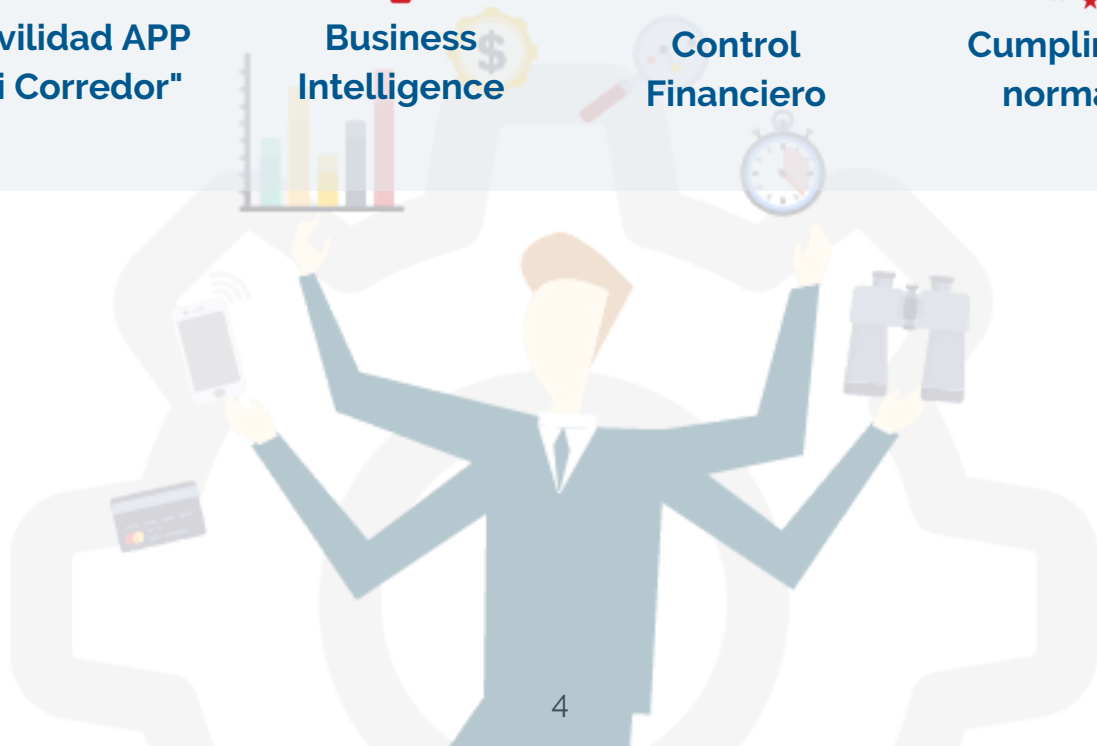 vilidad APP
i Corredor"
Business
Intelligence
Control
Financiero
Cumplir
norma
4